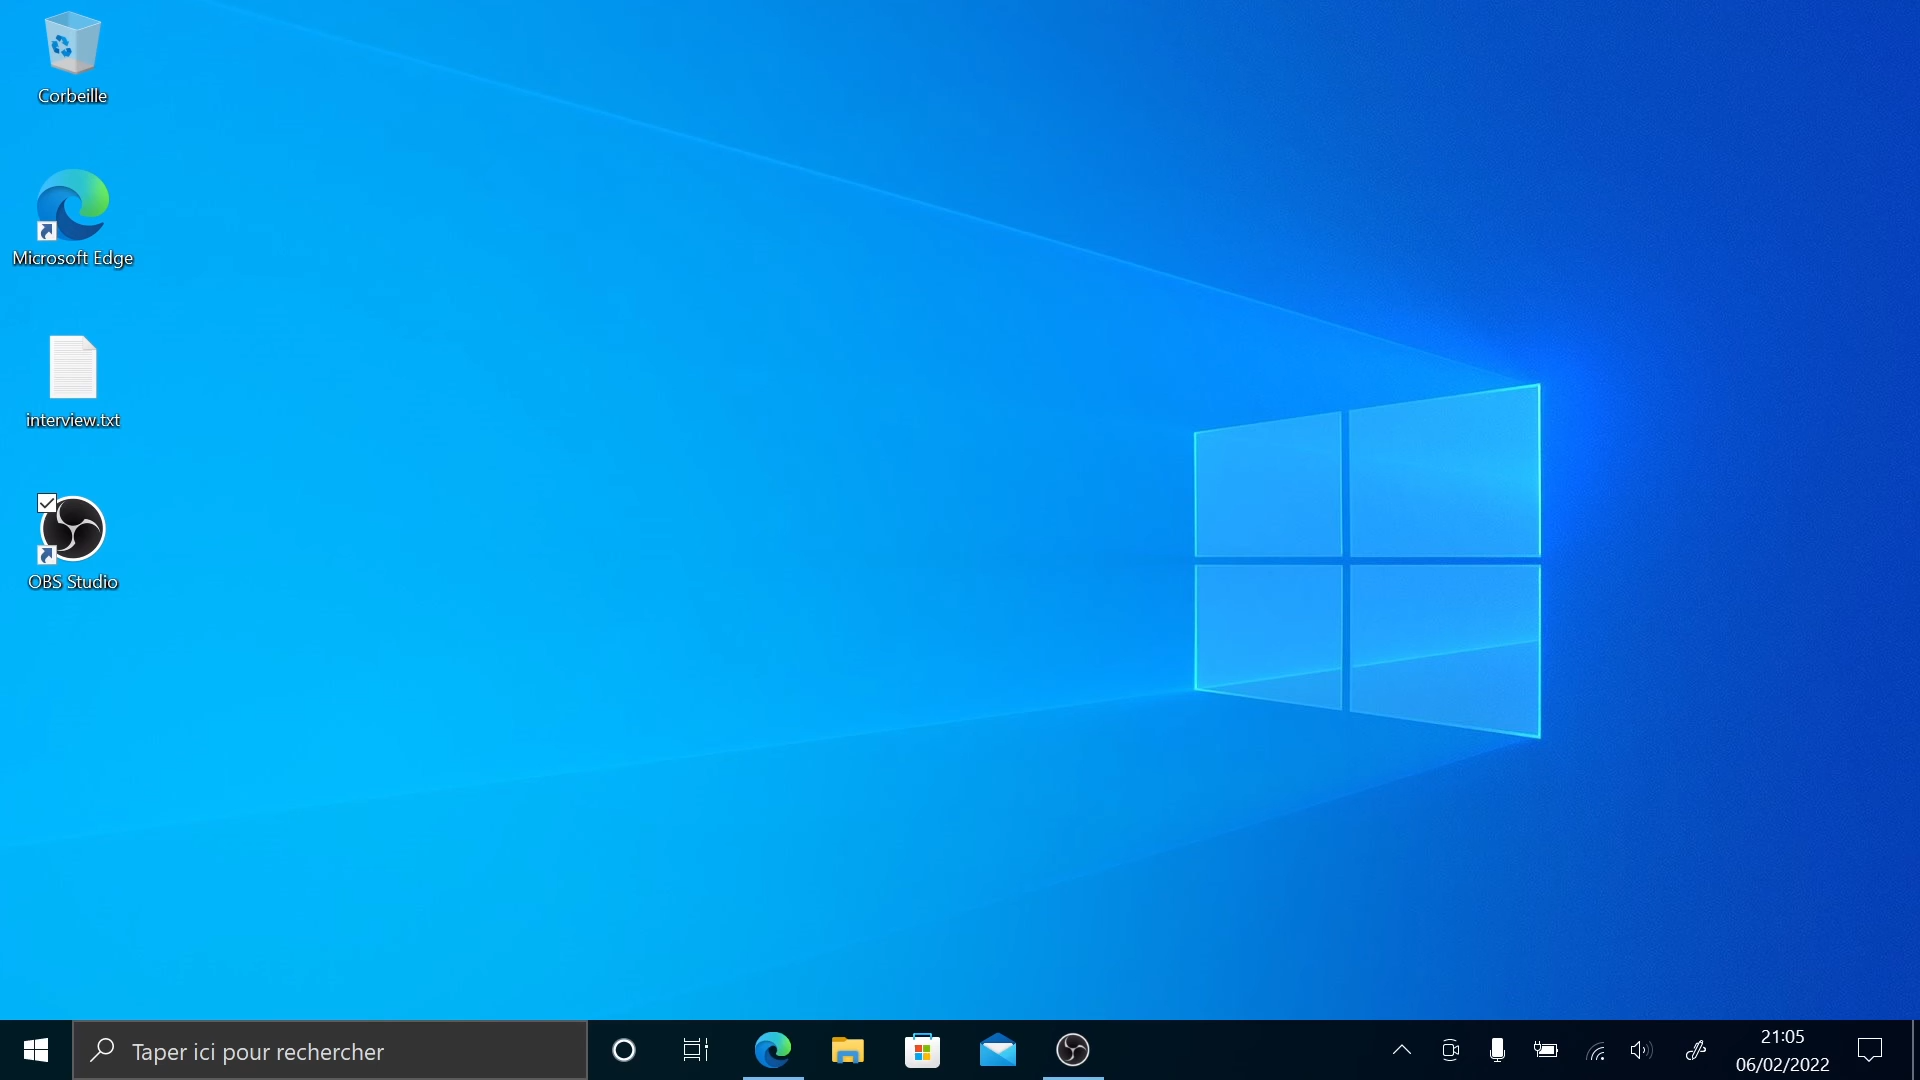 Corbeille
Microsoft Edge
interview.txt
OBS Studio
Taper ici pour rechercher
21:05
06/02/2022